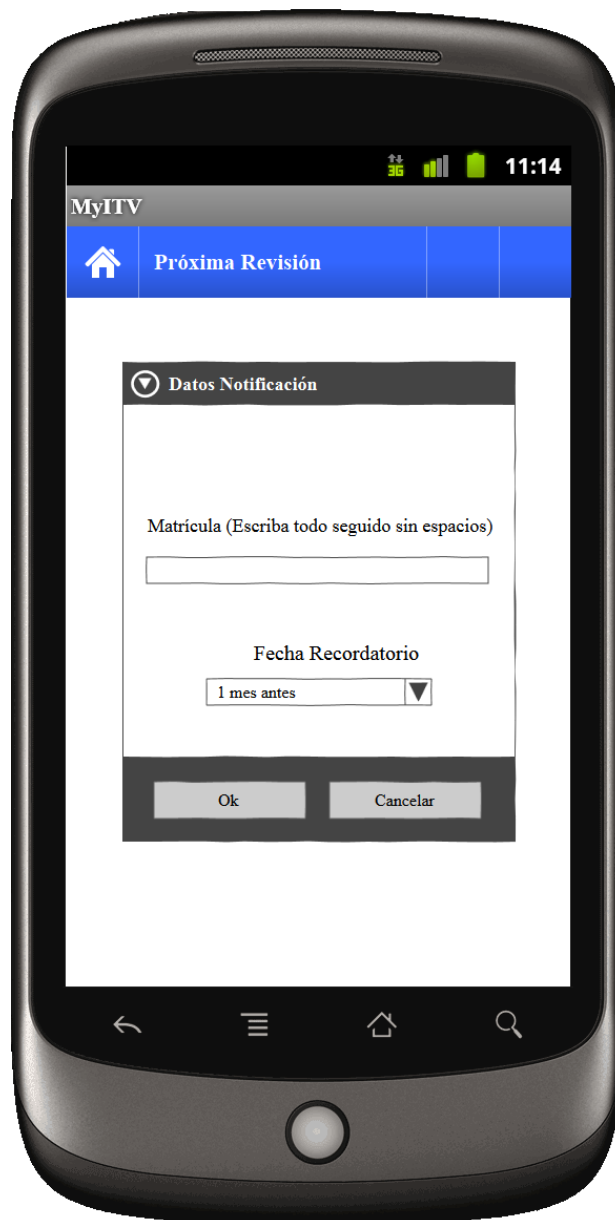 3G 11:14
MyITV
Próxima Revisión
Datos Notificación
Matrícula (Escriba todo seguido sin espacios)
Fecha Recordatorio
1 mes antes
Ok Cancelar